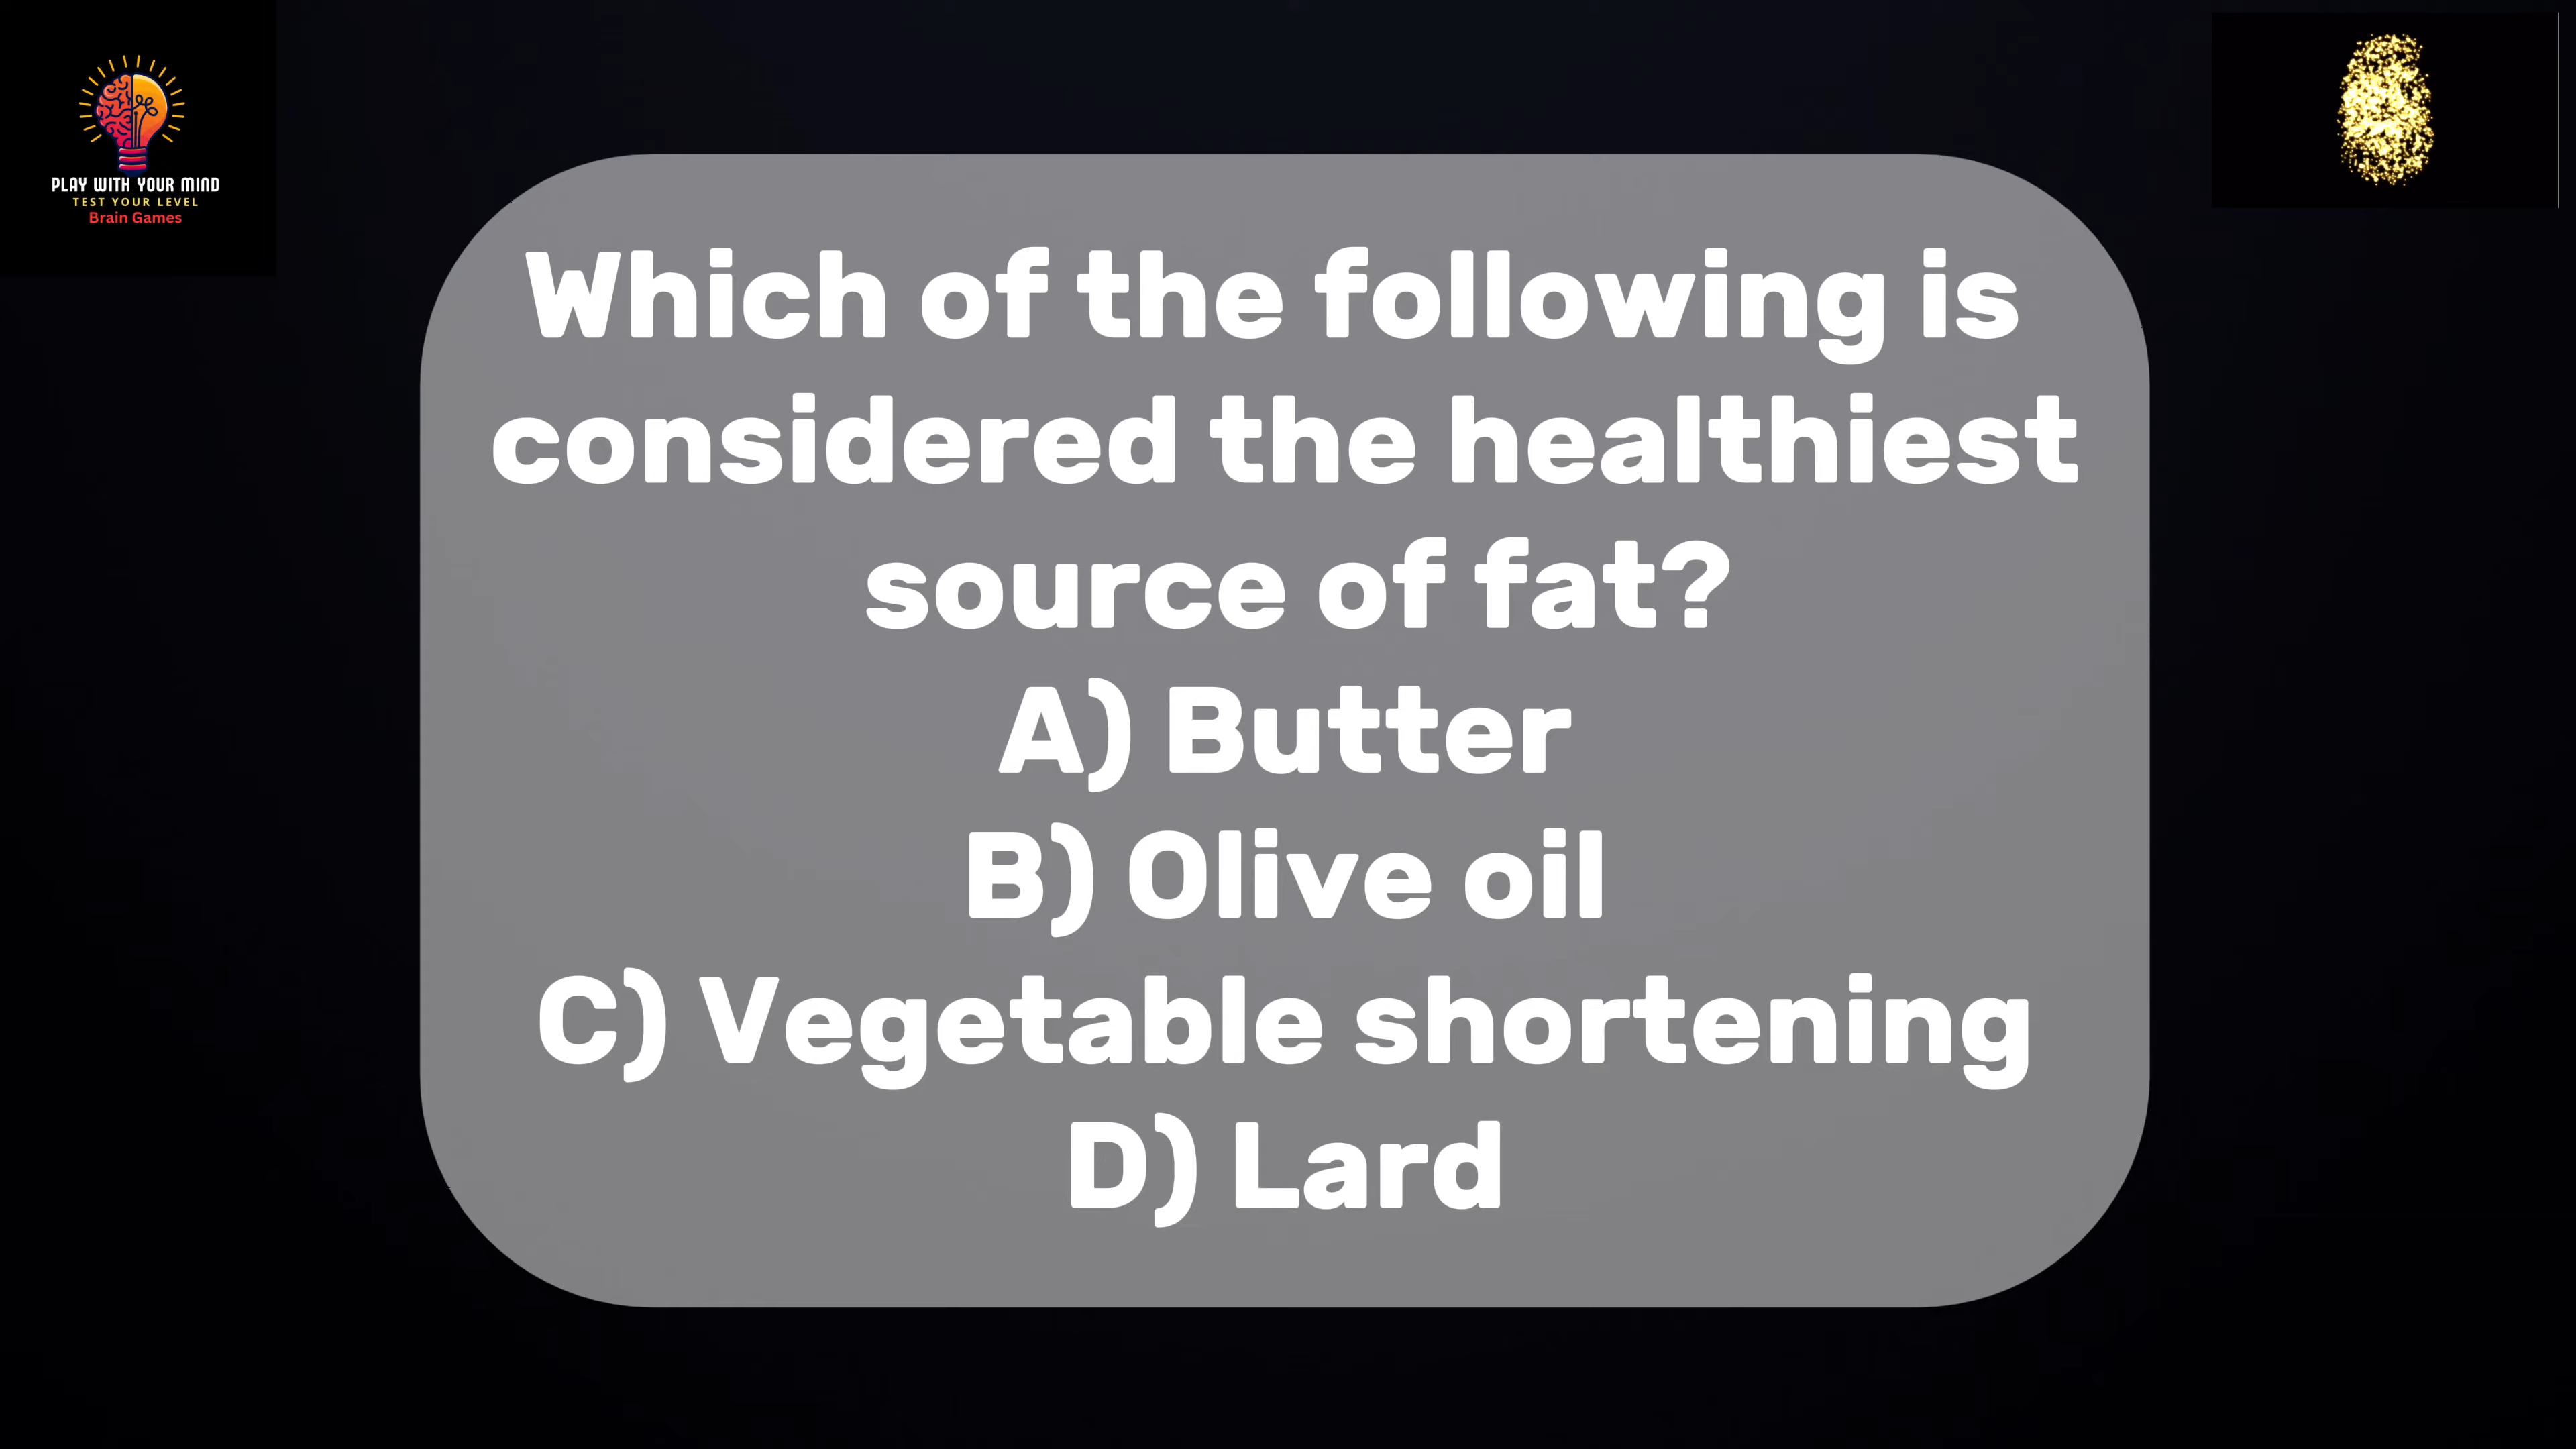 PLAY WITH YOUR MIND
TEST YOUR LEVEL
Brain Games
Which of the following is
considered the healthiest
source of fat?
A) Butter
B) Olive oil
C) Vegetable shortening
D) Lard